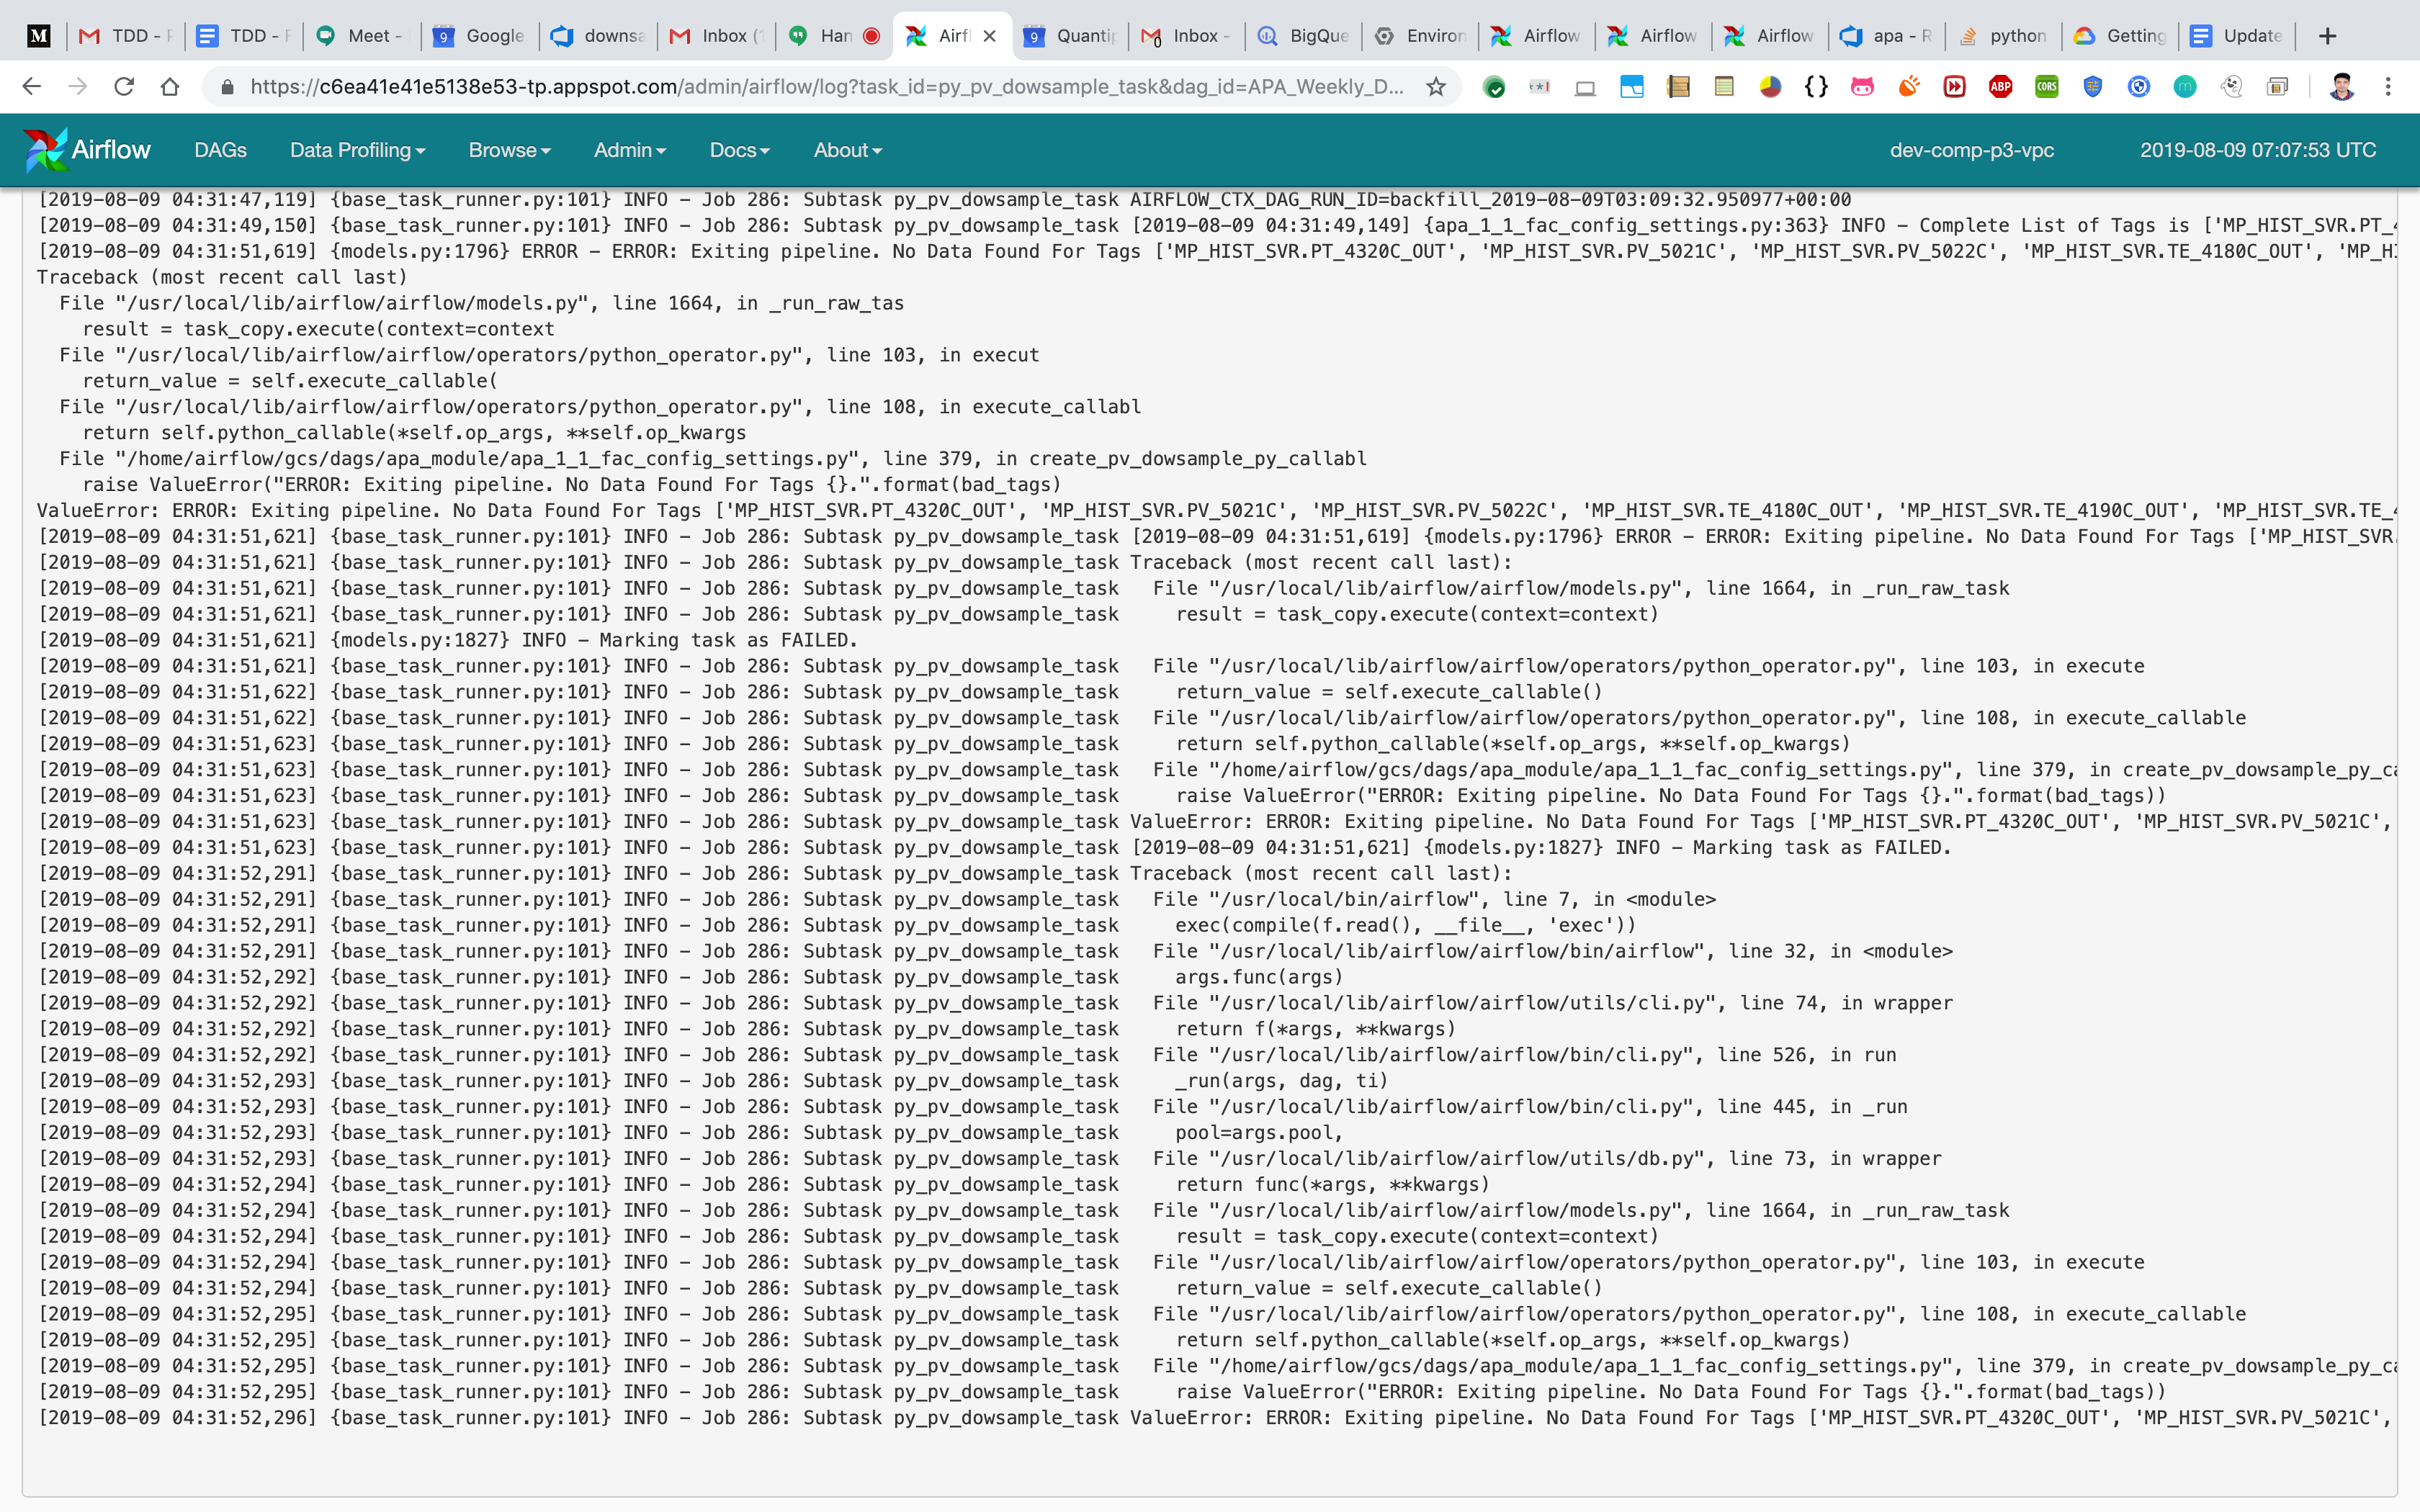 M
TDD - F
TDD - F
Meet -
9 Google
downsa
Inbox (1
Han
Airfl
9 Quantip
Inbox -
BigQue
Environ
Airflow
Airflow
Airflow
apa - R
python
Getting
Update
https://c6ea41e41e5138e53-tp.appspot.com/admin/airflow/log?task_id=py_pv_dowsample_task&dag_id=APA_Weekly_D...
ABP
CORS
Airflow DAGs Data Profiling Browse Admin Docs About dev-comp-p3-vpc 2019-08-09 07:07:53 UTC
[2019-08-09 04:31:47,119] {base_task_runner.py:101} INFO - Job 286: Subtask py_pv_dowsample_task AIRFLOW_CTX_DAG_RUN_ID=backfill_2019-08-09T03:09:32.950977+00:00
[2019-08-09 04:31:49,150] {base_task_runner.py:101} INFO - Job 286: Subtask py_pv_dowsample_task [2019-08-09 04:31:49,149] {apa_1_1_fac_config_settings.py:363} INFO - Complete List of Tags is ['MP_HIST_SVR.PT_4
[2019-08-09 04:31:51,619] {models.py:1796} ERROR - ERROR: Exiting pipeline. No Data Found For Tags ['MP_HIST_SVR.PT_4320C_OUT', 'MP_HIST_SVR.PV_5021C', 'MP_HIST_SVR.PV_5022C', 'MP_HIST_SVR.TE_4180C_OUT', 'MP_HI
Traceback (most recent call last)
File "/usr/local/lib/airflow/airflow/models.py", line 1664, in _run_raw_tas
result = task_copy.execute(context=context
File "/usr/local/lib/airflow/airflow/operators/python_operator.py", line 103, in execut
return_value = self.execute_callable(
File "/usr/local/lib/airflow/airflow/operators/python_operator.py", line 108, in execute_callabl
return self.python_callable(*self.op_args, **self.op_kwargs
File "/home/airflow/gcs/dags/apa_module/apa_1_1_fac_config_settings.py", line 379, in create_pv_dowsample_py_callabl
raise ValueError("ERROR: Exiting pipeline. No Data Found For Tags {}.".format(bad_tags)
ValueError: ERROR: Exiting pipeline. No Data Found For Tags ['MP_HIST_SVR.PT_4320C_OUT', 'MP_HIST_SVR.PV_5021C', 'MP_HIST_SVR.PV_5022C', 'MP_HIST_SVR.TE_4180C_OUT', 'MP_HIST_SVR.TE_4190C_OUT', 'MP_HIST_SVR.TE_4
[2019-08-09 04:31:51,621] {base_task_runner.py:101} INFO - Job 286: Subtask py_pv_dowsample_task [2019-08-09 04:31:51,619] {models.py:1796} ERROR - ERROR: Exiting pipeline. No Data Found For Tags ['MP_HIST_SVR.
[2019-08-09 04:31:51,621] {base_task_runner.py:101} INFO - Job 286: Subtask py_pv_dowsample_task Traceback (most recent call last):
[2019-08-09 04:31:51,621] {base_task_runner.py:101} INFO - Job 286: Subtask py_pv_dowsample_task File "/usr/local/lib/airflow/airflow/models.py", line 1664, in _run_raw_task
[2019-08-09 04:31:51,621] {base_task_runner.py:101} INFO - Job 286: Subtask py_pv_dowsample_task result = task_copy.execute(context=context)
[2019-08-09 04:31:51,621] {models.py:1827} INFO - Marking task as FAILED.
[2019-08-09 04:31:51,621] {base_task_runner.py:101} INFO - Job 286: Subtask py_pv_dowsample_task File "/usr/local/lib/airflow/airflow/operators/python_operator.py", line 103, in execute
[2019-08-09 04:31:51,622] {base_task_runner.py:101} INFO - Job 286: Subtask py_pv_dowsample_task return_value = self.execute_callable()
[2019-08-09 04:31:51,622] {base_task_runner.py:101} INFO - Job 286: Subtask py_pv_dowsample_task File "/usr/local/lib/airflow/airflow/operators/python_operator.py", line 108, in execute_callable
[2019-08-09 04:31:51,623] {base_task_runner.py:101} INFO - Job 286: Subtask py_pv_dowsample_task return self.python_callable(*self.op_args, **self.op_kwargs)
[2019-08-09 04:31:51,623] {base_task_runner.py:101} INFO - Job 286: Subtask py_pv_dowsample_task File "/home/airflow/gcs/dags/apa_module/apa_1_1_fac_config_settings.py", line 379, in create_pv_dowsample_py_ca
[2019-08-09 04:31:51,623] {base_task_runner.py:101} INFO - Job 286: Subtask py_pv_dowsample_task raise ValueError("ERROR: Exiting pipeline. No Data Found For Tags {}.".format(bad_tags))
[2019-08-09 04:31:51,623] {base_task_runner.py:101} INFO - Job 286: Subtask py_pv_dowsample_task ValueError: ERROR: Exiting pipeline. No Data Found For Tags ['MP_HIST_SVR.PT_4320C_OUT', 'MP_HIST_SVR.PV_5021C',
[2019-08-09 04:31:51,623] {base_task_runner.py:101} INFO - Job 286: Subtask py_pv_dowsample_task [2019-08-09 04:31:51,621] {models.py:1827} INFO - Marking task as FAILED.
[2019-08-09 04:31:52,291] {base_task_runner.py:101} INFO - Job 286: Subtask py_pv_dowsample_task Traceback (most recent call last):
[2019-08-09 04:31:52,291] {base_task_runner.py:101} INFO - Job 286: Subtask py_pv_dowsample_task File "/usr/local/bin/airflow", line 7, in <module>
[2019-08-09 04:31:52,291] {base_task_runner.py:101} INFO - Job 286: Subtask py_pv_dowsample_task exec(compile(f.read(), __file__, 'exec'))
[2019-08-09 04:31:52,291] {base_task_runner.py:101} INFO - Job 286: Subtask py_pv_dowsample_task File "/usr/local/lib/airflow/airflow/bin/airflow", line 32, in <module>
[2019-08-09 04:31:52,292] {base_task_runner.py:101} INFO - Job 286: Subtask py_pv_dowsample_task args.func(args)
[2019-08-09 04:31:52,292] {base_task_runner.py:101} INFO - Job 286: Subtask py_pv_dowsample_task File "/usr/local/lib/airflow/airflow/utils/cli.py", line 74, in wrapper
[2019-08-09 04:31:52,292] {base_task_runner.py:101} INFO - Job 286: Subtask py_pv_dowsample_task return f(*args, **kwargs)
[2019-08-09 04:31:52,292] {base_task_runner.py:101} INFO - Job 286: Subtask py_pv_dowsample_task File "/usr/local/lib/airflow/airflow/bin/cli.py", line 526, in run
[2019-08-09 04:31:52,293] {base_task_runner.py:101} INFO - Job 286: Subtask py_pv_dowsample_task _run(args, dag, ti)
[2019-08-09 04:31:52,293] {base_task_runner.py:101} INFO - Job 286: Subtask py_pv_dowsample_task File "/usr/local/lib/airflow/airflow/bin/cli.py", line 445, in _run
[2019-08-09 04:31:52,293] {base_task_runner.py:101} INFO - Job 286: Subtask py_pv_dowsample_task pool=args.pool,
[2019-08-09 04:31:52,293] {base_task_runner.py:101} INFO - Job 286: Subtask py_pv_dowsample_task File "/usr/local/lib/airflow/airflow/utils/db.py", line 73, in wrapper
[2019-08-09 04:31:52,294] {base_task_runner.py:101} INFO - Job 286: Subtask py_pv_dowsample_task return func(*args, **kwargs)
[2019-08-09 04:31:52,294] {base_task_runner.py:101} INFO - Job 286: Subtask py_pv_dowsample_task File "/usr/local/lib/airflow/airflow/models.py", line 1664, in _run_raw_task
[2019-08-09 04:31:52,294] {base_task_runner.py:101} INFO - Job 286: Subtask py_pv_dowsample_task result = task_copy.execute(context=context)
[2019-08-09 04:31:52,294] {base_task_runner.py:101} INFO - Job 286: Subtask py_pv_dowsample_task File "/usr/local/lib/airflow/airflow/operators/python_operator.py", line 103, in execute
[2019-08-09 04:31:52,294] {base_task_runner.py:101} INFO - Job 286: Subtask py_pv_dowsample_task return_value = self.execute_callable()
[2019-08-09 04:31:52,295] {base_task_runner.py:101} INFO - Job 286: Subtask py_pv_dowsample_task File "/usr/local/lib/airflow/airflow/operators/python_operator.py", line 108, in execute_callable
[2019-08-09 04:31:52,295] {base_task_runner.py:101} INFO - Job 286: Subtask py_pv_dowsample_task return self.python_callable(*self.op_args, **self.op_kwargs)
[2019-08-09 04:31:52,295] {base_task_runner.py:101} INFO - Job 286: Subtask py_pv_dowsample_task File "/home/airflow/gcs/dags/apa_module/apa_1_1_fac_config_settings.py", line 379, in create_pv_dowsample_py_ca
[2019-08-09 04:31:52,295] {base_task_runner.py:101} INFO - Job 286: Subtask py_pv_dowsample_task raise ValueError("ERROR: Exiting pipeline. No Data Found For Tags {}.".format(bad_tags))
[2019-08-09 04:31:52,296] {base_task_runner.py:101} INFO - Job 286: Subtask py_pv_dowsample_task ValueError: ERROR: Exiting pipeline. No Data Found For Tags ['MP_HIST_SVR.PT_4320C_OUT', 'MP_HIST_SVR.PV_5021C',